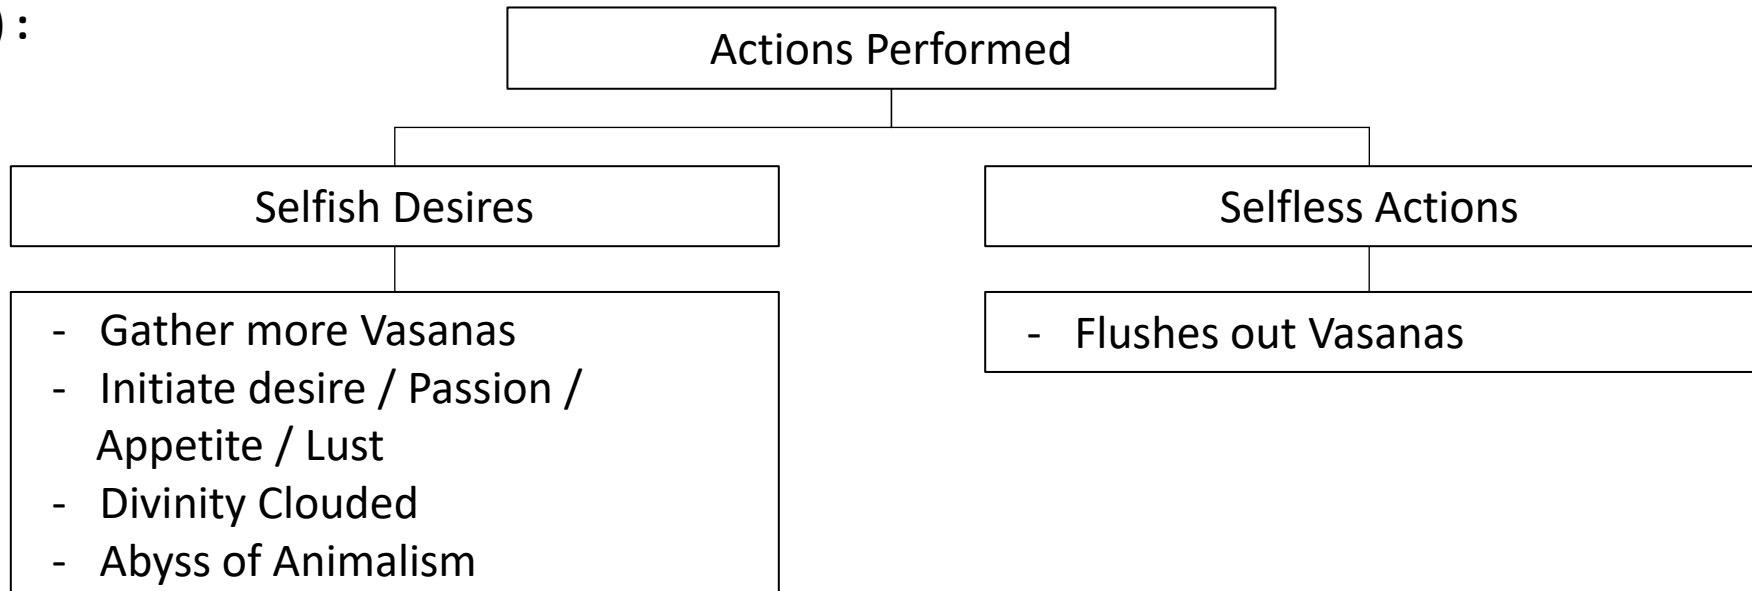 ) :
Actions Performed
Selfish Desires
Selfless Actions
- Gather more Vasanas
- Initiate desire / Passion /
Appetite / Lust
- Divinity Clouded
- Abyss of Animalism
- Flushes out Vasanas